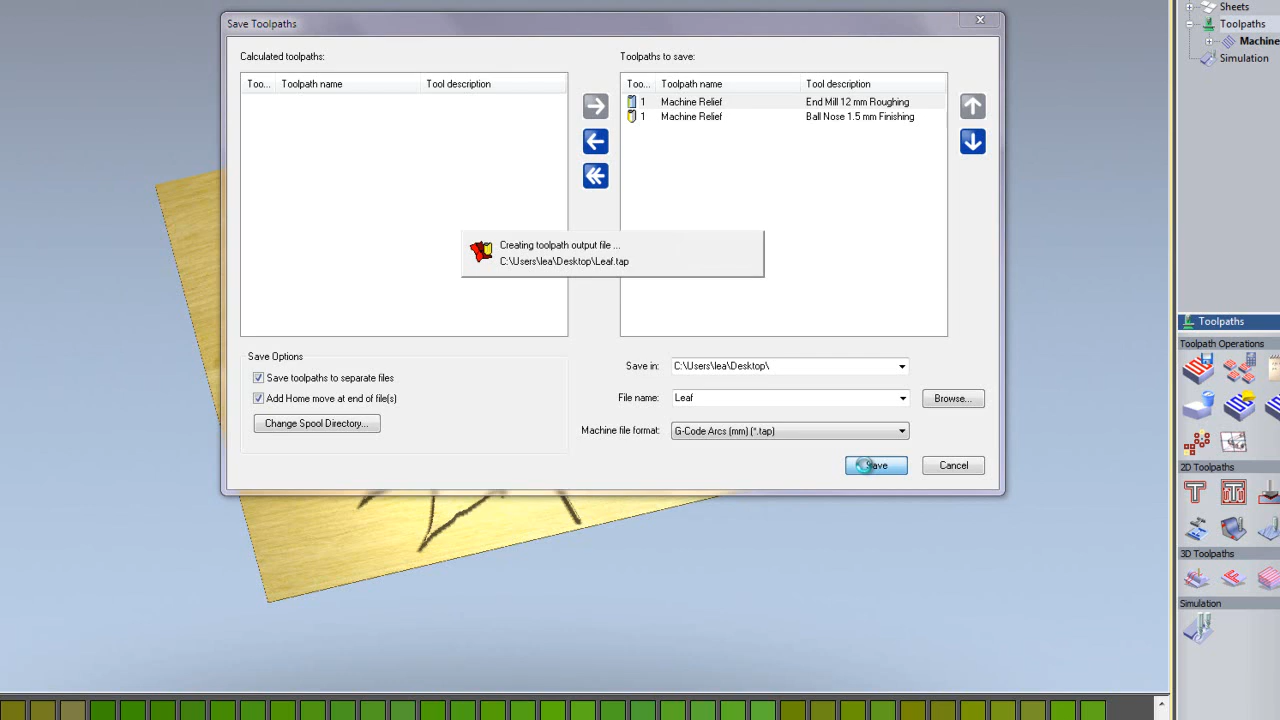 Save Toolpaths
Calculated toolpaths:
Too... Toolpath name Tool description
Toolpaths to save:
Too... Toolpath name Tool description
1 Machine Relief End Mill 12 mm Roughing
1 Machine Relief Ball Nose 1.5 mm Finishing
Creating toolpath output file ...
C:\Users\lea\Desktop\Leaf.tap
Save Options
Save toolpaths to separate files
Add Home move at end of file(s)
Change Spool Directory...
Save in: C:\Users\lea\Desktop\
File name: Leaf
Browse...
Machine file format: G-Code Arcs (mm) (*.tap)
Save
Cancel
Sheets
Toolpaths
Machine
Simulation
Toolpaths
Toolpath Operations
2D Toolpaths
3D Toolpaths
Simulation